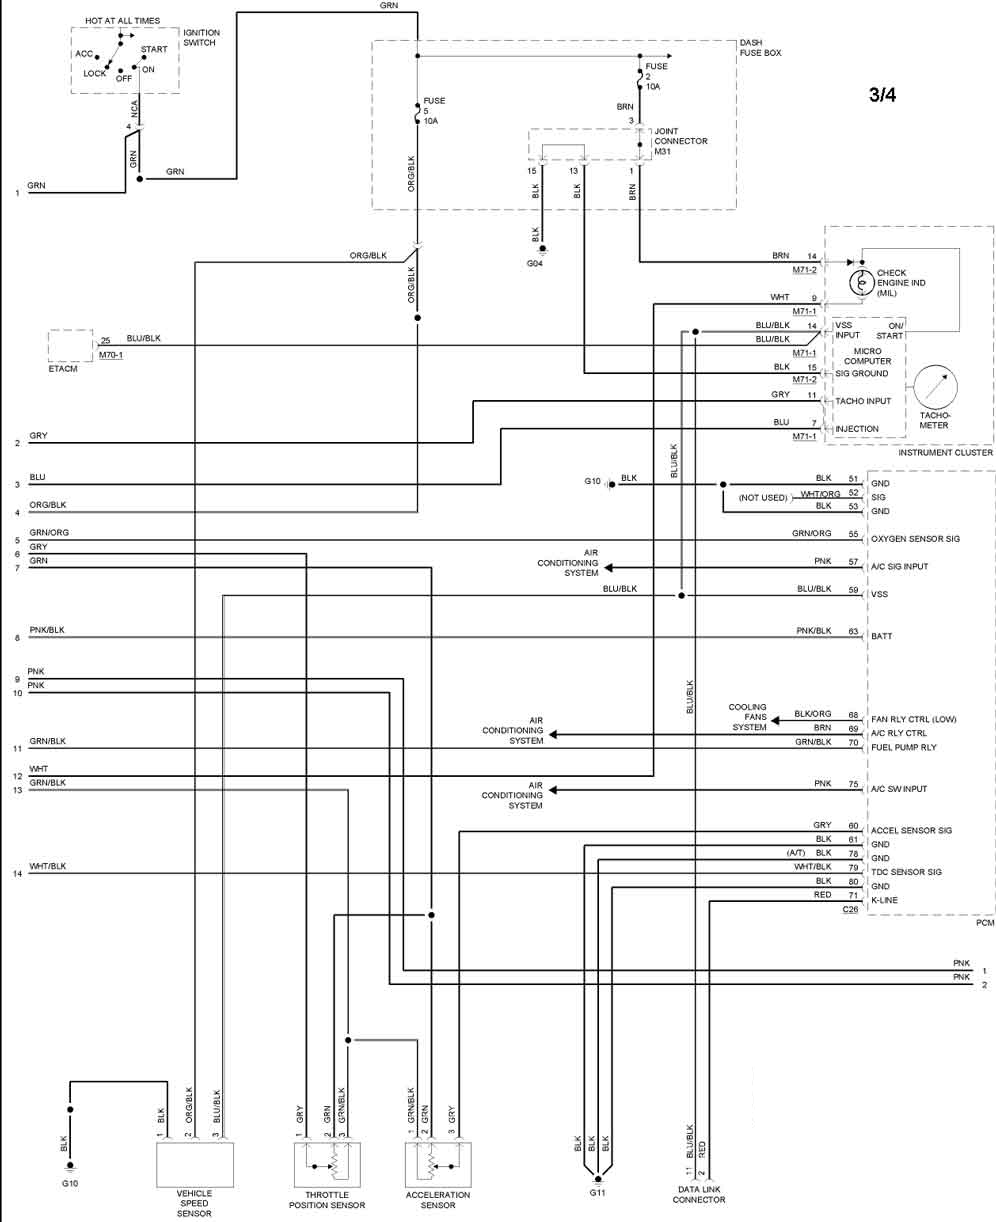 HOT AT ALL TIMES
GRN
IGNITION
SWITCH
ACC
START
LOCK
OFF
ON
NCA
4
GRN
GRN
1 GRN
DASH
FUSE BOX
FUSE
5
10A
FUSE
2
10A
BRN
3
JOINT
CONNECTOR
M31
ORG/BLK
15
13
1
BLK
BLK
BRN
BLK
G04
3/4
ORG/BLK
ORG/BLK
BRN 14
M71-2
CHECK
ENGINE IND
(MIL)
WHT 9
M71-1
BLU/BLK 14
BLU/BLK
M71-1
VSS
INPUT
ON/
START
MICRO
COMPUTER
BLK 15
M71-2
SIG GROUND
GRY 11
TACHO INPUT
TACHO-
METER
BLU 7
M71-1
INJECTION
INSTRUMENT CLUSTER
25
BLU/BLK
M70-1
ETACM
2 GRY
3 BLU
4 ORG/BLK
5 GRN/ORG
6 GRY
7 GRN
8 PNK/BLK
9 PNK
10 PNK
11 GRN/BLK
12 WHT
13 GRN/BLK
14 WHT/BLK
BLU/BLK
G10
BLK
BLK 51 GND
(NOT USED) WHT/ORG 52 SIG
BLK 53 GND
GRN/ORG 55 OXYGEN SENSOR SIG
AIR
CONDITIONING
SYSTEM
PNK 57 A/C SIG INPUT
BLU/BLK
BLU/BLK 59 VSS
PNK/BLK 63 BATT
BLU/BLK
COOLING
FANS
SYSTEM
BLK/ORG 68 FAN RLY CTRL (LOW)
AIR
CONDITIONING
SYSTEM
BRN 69 A/C RLY CTRL
GRN/BLK 70 FUEL PUMP RLY
AIR
CONDITIONING
SYSTEM
PNK 75 A/C SW INPUT
GRY 60 ACCEL SENSOR SIG
BLK 61 GND
(A/T) BLK 78 GND
WHT/BLK 79 TDC SENSOR SIG
BLK 80 GND
RED 71 K-LINE
C26
PCM
PNK 1
PNK 2
BLK
G10
1 BLK
2 ORG/BLK
3 BLU/BLK
VEHICLE
SPEED
SENSOR
1 GRY
2 GRN
3 GRN/BLK
THROTTLE
POSITION SENSOR
1 GRN/BLK
2 GRN
3 GRY
ACCELERATION
SENSOR
BLK
BLK
BLK
G11
11 BLU/BLK
2 RED
DATA LINK
CONNECTOR